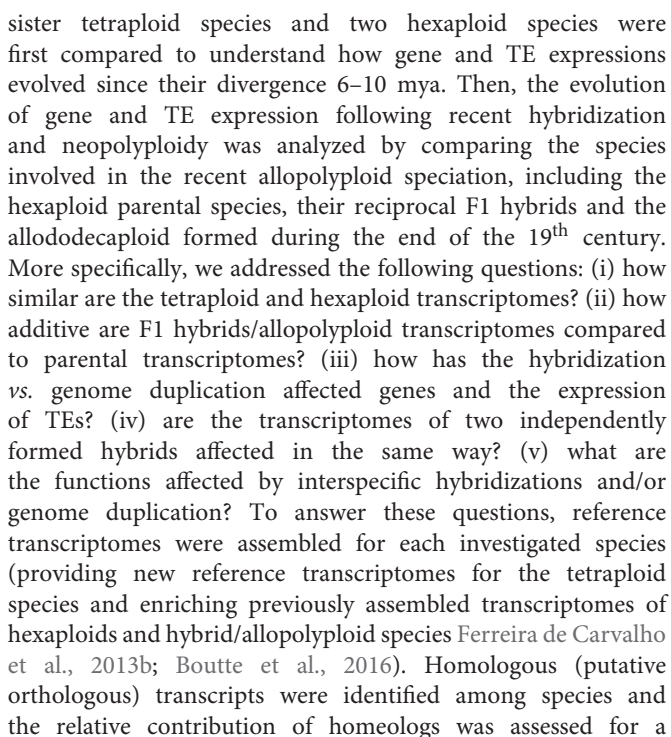 sister tetraploid species and two hexaploid species were
first compared to understand how gene and TE expressions
evolved since their divergence 6–10 mya. Then, the evolution
of gene and TE expression following recent hybridization
and neopolyploidy was analyzed by comparing the species
involved in the recent allopolyploid speciation, including the
hexaploid parental species, their reciprocal F1 hybrids and the
allododecaploid formed during the end of the 19th century.
More specifically, we addressed the following questions: (i) how
similar are the tetraploid and hexaploid transcriptomes? (ii) how
additive are F1 hybrids/allopolyploid transcriptomes compared
to parental transcriptomes? (iii) how has the hybridization
vs. genome duplication affected genes and the expression
of TEs? (iv) are the transcriptomes of two independently
formed hybrids affected in the same way? (v) what are
the functions affected by interspecific hybridizations and/or
genome duplication? To answer these questions, reference
transcriptomes were assembled for each investigated species
(providing new reference transcriptomes for the tetraploid
species and enriching previously assembled transcriptomes of
hexaploids and hybrid/allopolyploid species Ferreira de Carvalho
et al., 2013b; Boutte et al., 2016). Homologous (putative
orthologous) transcripts were identified among species and
the relative contribution of homeologs was assessed for a